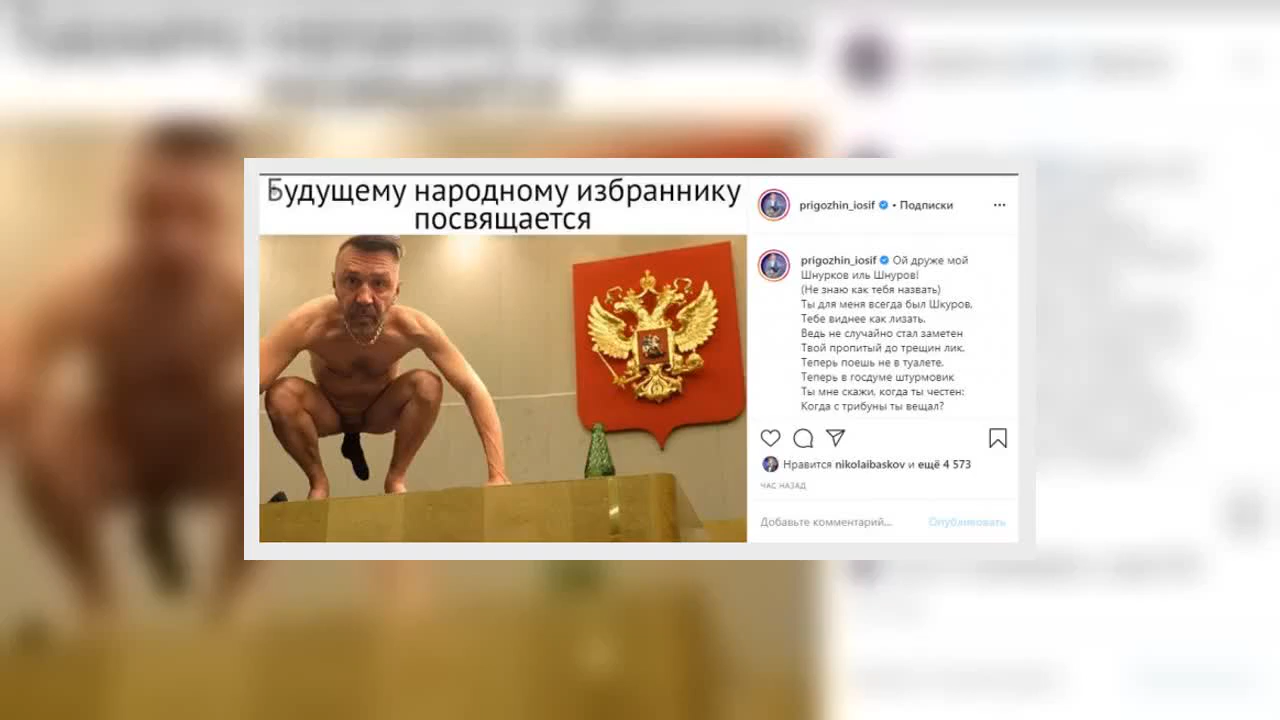 Будущему народному избраннику
посвящается
prigozhin_iosif • Подписки
prigozhin_iosif Ой друже мой
Шнурков иль Шнуров!
(Не знаю как тебя назвать)
Ты для меня всегда был Шкуров,
Тебе виднее как лизать.
Ведь не случайно стал заметен
Твой пропитый до трещин лик.
Теперь поешь не в туалете.
Теперь в госдуме штурмовик
Ты мне скажи, когда ты честен:
Когда с трибуны ты вещал?
Нравится nikolaibaskov и ещё 4 573
ЧАС НАЗАД
Добавьте комментарий...
Опубликовать